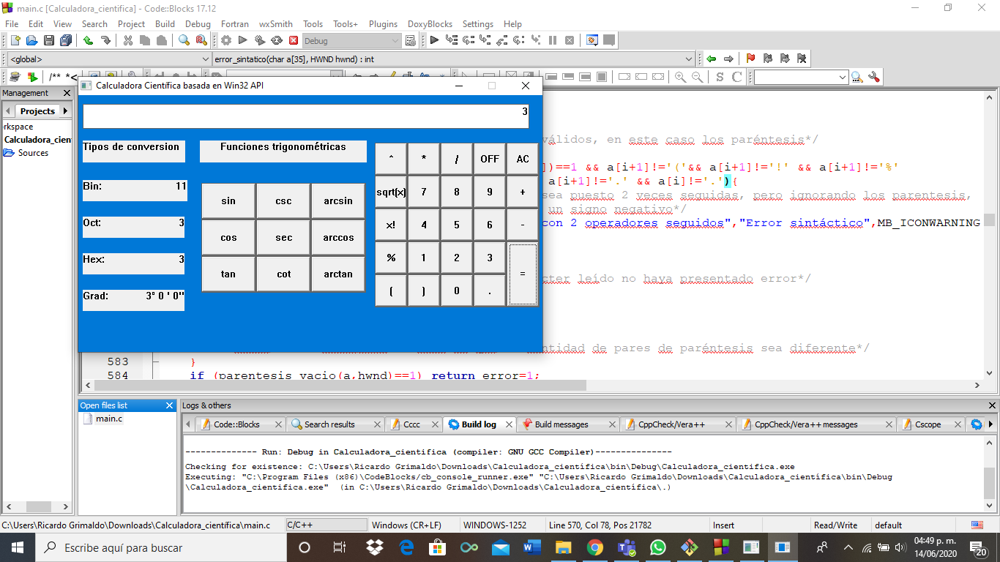 main.c [Calculadora_cientifica] - Code::Blocks 17.12
File Edit View Search Project Build Debug Fortran wxSmith Tools Tools+ Plugins DoxyBlocks Settings Help
Debug
<global> error_sintatico(char a[35], HWND hwnd) : int
/** *<
S C
Management
Projects
rkspace
Calculadora_cien
Sources
Calculadora Científica basada en Win32 API
3
Tipos de conversion
Funciones trigonométricas
Bin: 11
Oct: 3
Hex: 3
Grad: 3° 0 ' 0''
sin csc arcsin
cos sec arccos
tan cot arctan
^ * / OFF AC
sqrt(x) 7 8 9 +
x! 4 5 6 -
% 1 2 3 =
( ) 0 .
válidos, en este caso los paréntesis*/
])==1 && a[i+1]!='('&& a[i+1]!='!' && a[i+1]!='%'
a[i+1]!='.' && a[i]!='.'){
sea puesto 2 veces seguidas, pero ignorando los parentesis,
un signo negativo*/
con 2 operadores seguidos","Error sintáctico",MB_ICONWARNING
cter leído no haya presentado error*/
ntidad de pares de paréntesis sea diferente*/
583 }
584 if (parentesis_vacio(a,hwnd)==1) return error=1;
Open files list
main.c
Logs & others
Code::Blocks Search results Cccc Build log Build messages CppCheck/Vera++ CppCheck/Vera++ messages Cscope
-------------- Run: Debug in Calculadora_cientifica (compiler: GNU GCC Compiler)---------------
Checking for existence: C:\Users\Ricardo Grimaldo\Downloads\Calculadora_científica\bin\Debug\Calculadora_cientifica.exe
Executing: "C:\Program Files (x86)\CodeBlocks/cb_console_runner.exe" "C:\Users\Ricardo Grimaldo\Downloads\Calculadora_científica\bin\Debug
\Calculadora_cientifica.exe"  (in C:\Users\Ricardo Grimaldo\Downloads\Calculadora_científica\.)
C:\Users\Ricardo Grimaldo\Downloads\Calculadora_científica\main.c C/C++ Windows (CR+LF) WINDOWS-1252 Line 570, Col 78, Pos 21782 Insert Read/Write default
Escribe aquí para buscar
04:49 p. m.
14/06/2020
20